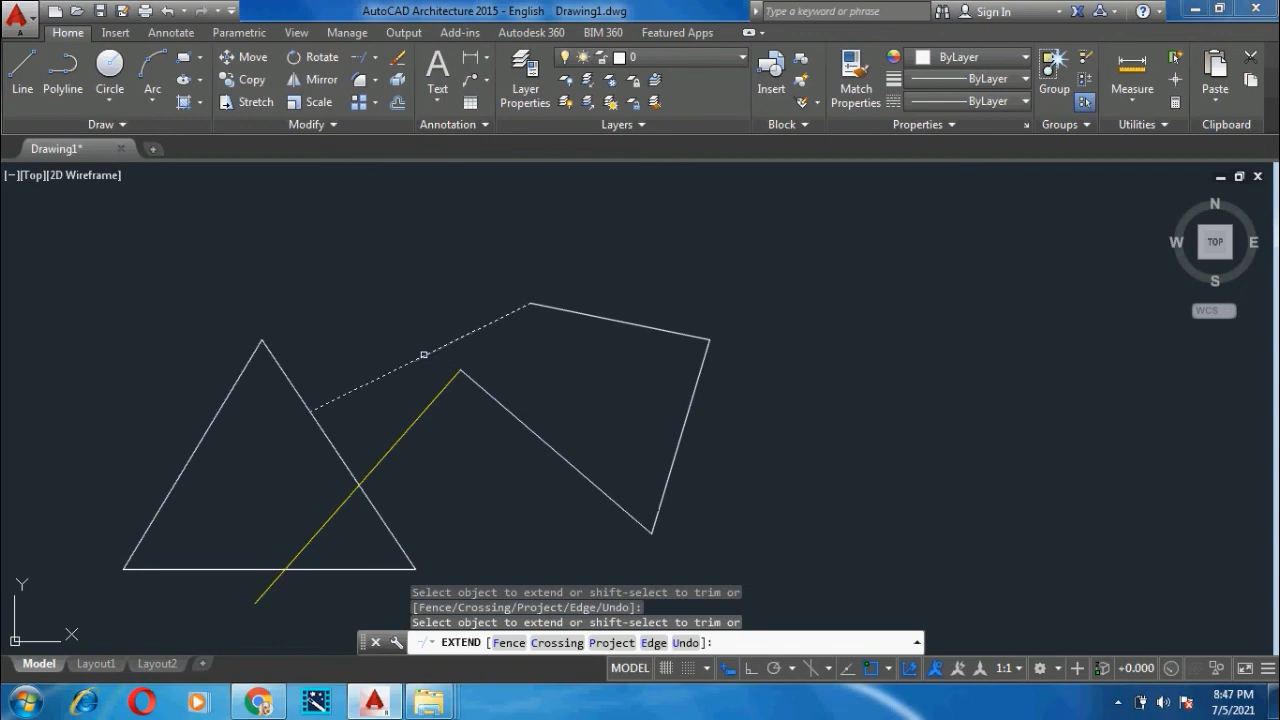 AutoCAD Architecture 2015 - English Drawing1.dwg
Type a keyword or phrase
Sign In
A
Home Insert Annotate Parametric View Manage Output Add-ins Autodesk 360 BIM 360 Featured Apps
Line
Polyline
Circle
Arc
Move
Rotate
Copy
Mirror
Stretch
Scale
Text
Layer
Properties
0
Insert
Match
Properties
ByLayer
ByLayer
ByLayer
Group
Measure
Paste
Draw Modify Annotation Layers Block Properties Groups Utilities Clipboard
Drawing1*
[−][Top][2D Wireframe]
N
W TOP E
S
WCS
Y
X
Select object to extend or shift-select to trim or
[Fence/Crossing/Project/Edge/Undo]:
Select object to extend or shift-select to trim or
EXTEND [Fence Crossing Project Edge Undo]:
Model Layout1 Layout2
MODEL 1:1 +0.000
8:47 PM
7/5/2021